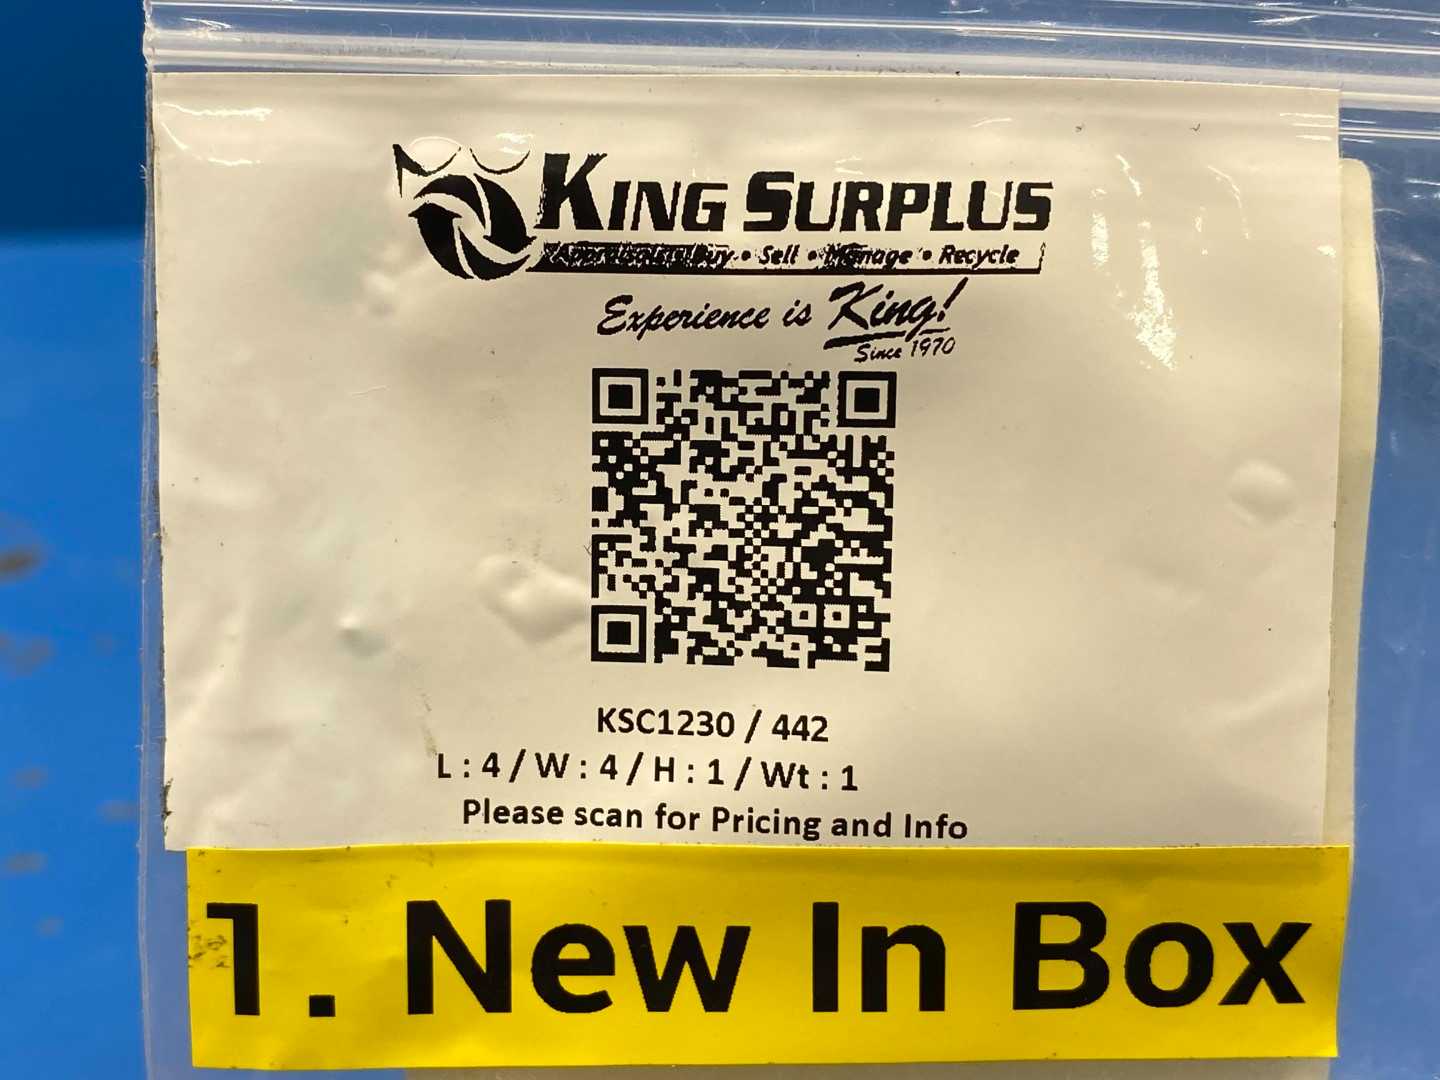 KING SURPLUS
Appraisals • Buy • Sell • Manage • Recycle
Experience is King!
Since 1970
KSC1230 / 442
L : 4 / W : 4 / H : 1 / Wt : 1
Please scan for Pricing and Info
1. New In Box